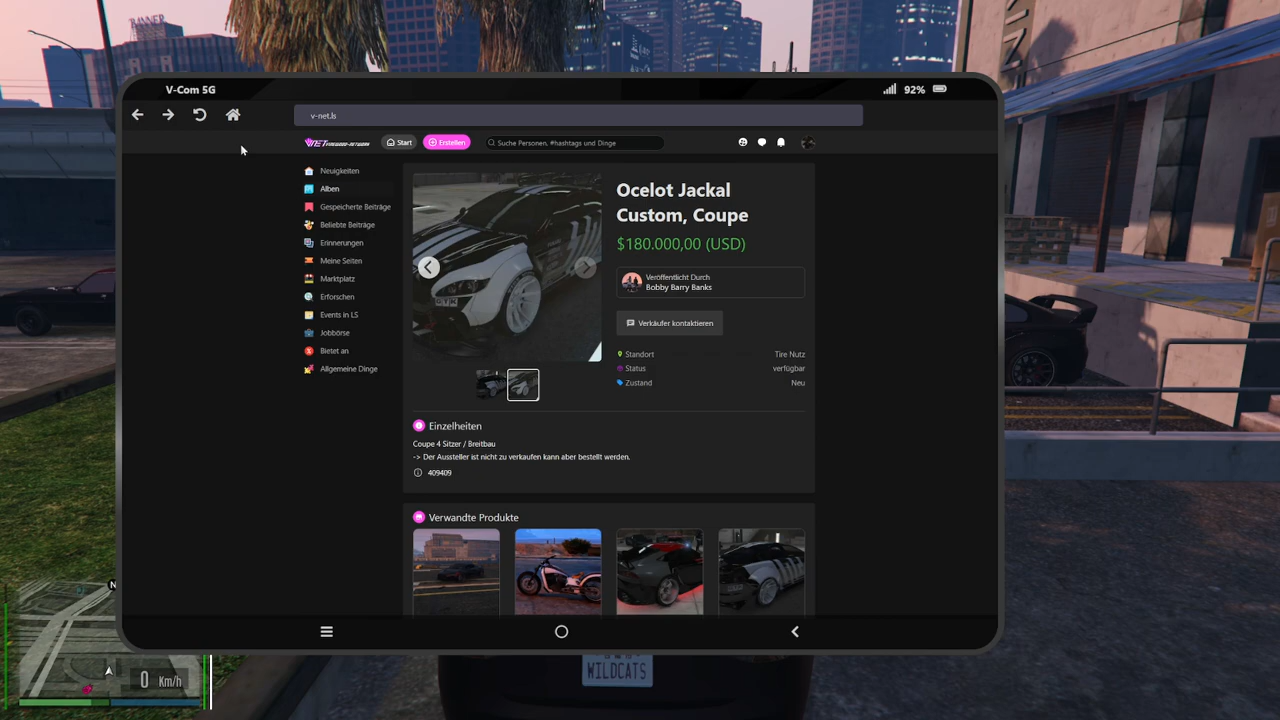 BANNER
V-Com 5G
92%
v-net.ls
VNET
Start
Erstellen
Suche Personen, #hashtags und Dinge
Neuigkeiten
Alben
Gespeicherte Beiträge
Beliebte Beiträge
Erinnerungen
Meine Seiten
Marktplatz
Erforschen
Events in LS
Jobbörse
Bietet an
Allgemeine Dinge
Ocelot Jackal
Custom, Coupe
$180.000,00 (USD)
Veröffentlicht Durch
Bobby Barry Banks
Verkäufer kontaktieren
Standort Tire Nutz
Status verfügbar
Zustand Neu
Einzelheiten
Coupe 4 Sitzer / Breitbau
-> Der Aussteller ist nicht zu verkaufen kann aber bestellt werden.
409409
Verwandte Produkte
N
0 Km/h
WILDCATS